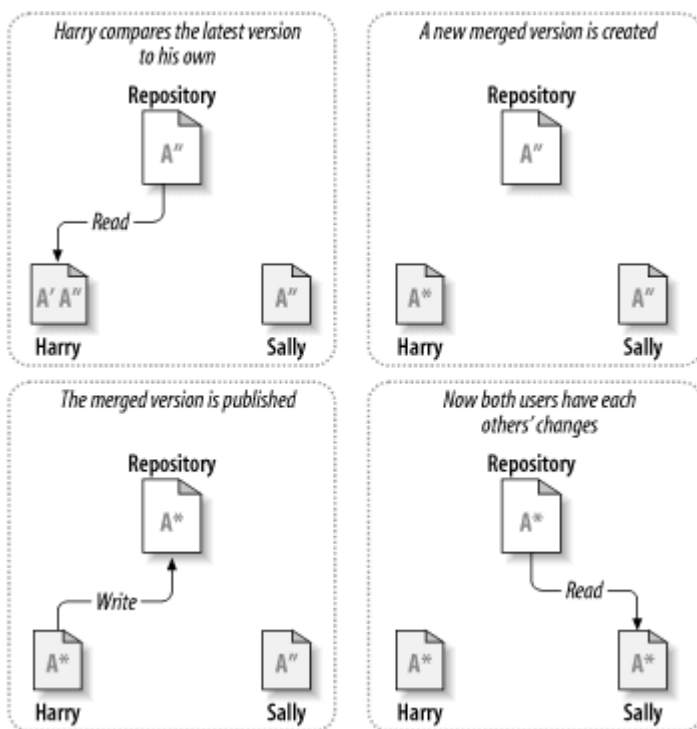 Harry compares the latest version
to his own
Repository
A″
Read
A′ A″
A″
Harry
Sally
A new merged version is created
Repository
A″
A*
A″
Harry
Sally
The merged version is published
Repository
A*
Write
A*
A″
Harry
Sally
Now both users have each
others’ changes
Repository
A*
Read
A*
A*
Harry
Sally